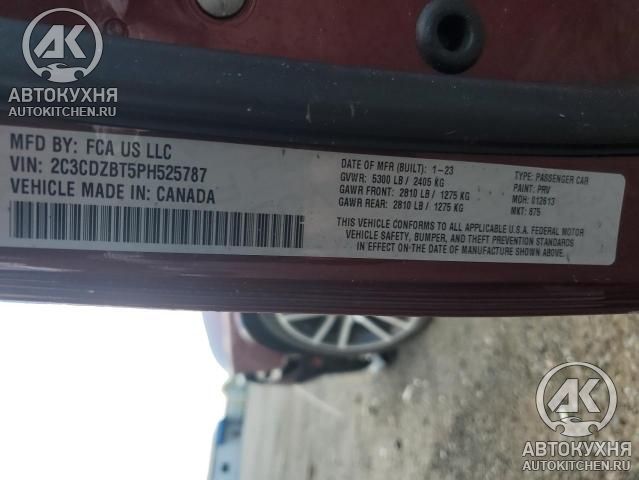 AK
АВТОКУХНЯ
AUTOKITCHEN.RU
MFD BY: FCA US LLC
VIN: 2C3CDZBT5PH525787
VEHICLE MADE IN: CANADA
DATE OF MFR (BUILT): 1-23
GVWR: 5300 LB / 2405 KG
GAWR FRONT: 2810 LB / 1275 KG
GAWR REAR: 2810 LB / 1275 KG
TYPE: PASSENGER CAR
PAINT: PRV
MDH: 012613
MKT: 875
THIS VEHICLE CONFORMS TO ALL APPLICABLE U.S.A. FEDERAL MOTOR
VEHICLE SAFETY, BUMPER, AND THEFT PREVENTION STANDARDS
IN EFFECT ON THE DATE OF MANUFACTURE SHOWN ABOVE.
AK
АВТОКУХНЯ
AUTOKITCHEN.RU